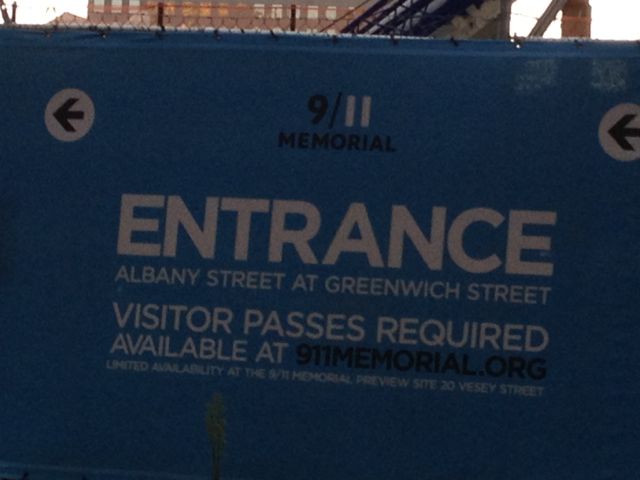 9/11
MEMORIAL
ENTRANCE
ALBANY STREET AT GREENWICH STREET
VISITOR PASSES REQUIRED
AVAILABLE AT 911MEMORIAL.ORG
LIMITED AVAILABILITY AT THE 9/11 MEMORIAL PREVIEW SITE 20 VESEY STREET